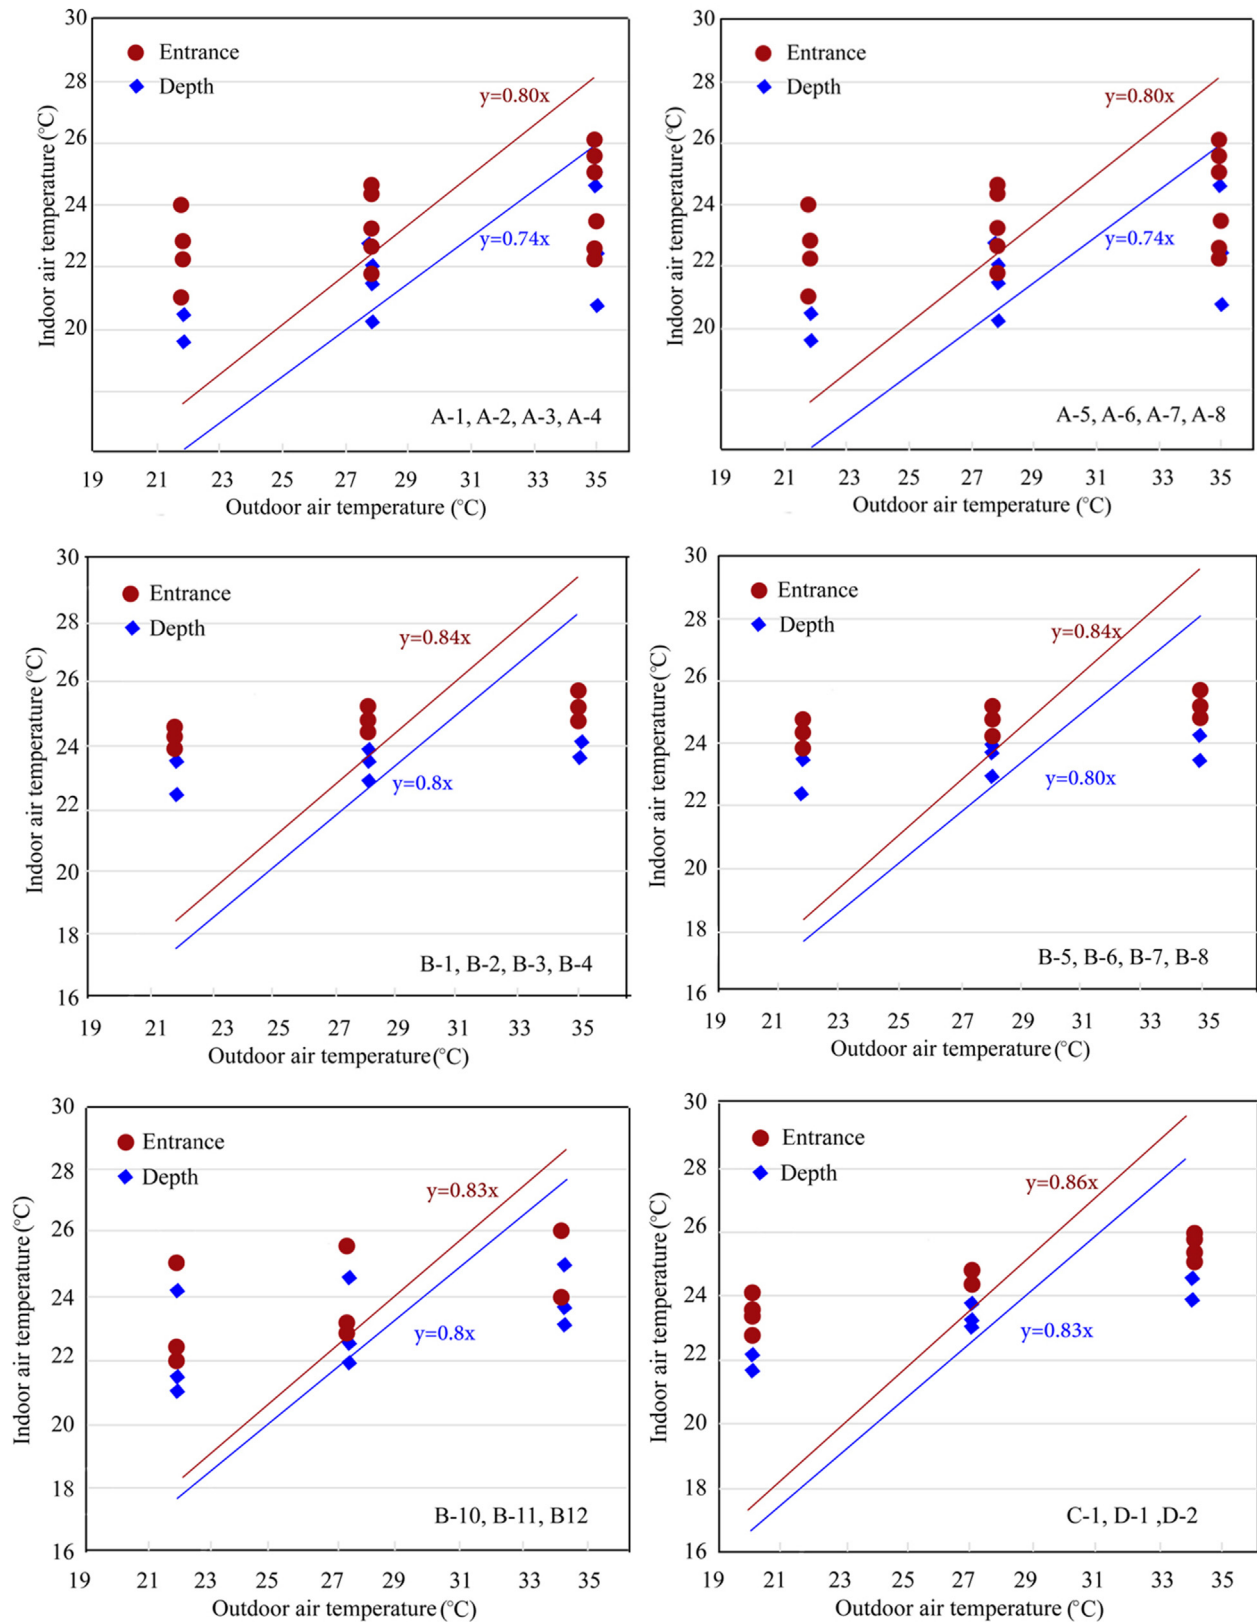 30
28
26
24
22
20
Indoor air temperature (°C)
Entrance
Depth
y=0.80x
y=0.74x
A-1, A-2, A-3, A-4
19 21 23 25 27 29 31 33 35
Outdoor air temperature (°C)
30
28
26
24
22
20
Indoor air temperature (°C)
Entrance
Depth
y=0.80x
y=0.74x
A-5, A-6, A-7, A-8
19 21 23 25 27 29 31 33 35
Outdoor air temperature (°C)
30
28
26
24
22
20
18
16
Indoor air temperature (°C)
Entrance
Depth
y=0.84x
y=0.8x
B-1, B-2, B-3, B-4
19 21 23 25 27 29 31 33 35
Outdoor air temperature (°C)
30
28
26
24
22
20
18
16
Indoor air temperature (°C)
Entrance
Depth
y=0.84x
y=0.80x
B-5, B-6, B-7, B-8
19 21 23 25 27 29 31 33 35
Outdoor air temperature (°C)
30
28
26
24
22
20
18
16
Indoor air temperature (°C)
Entrance
Depth
y=0.83x
y=0.8x
B-10, B-11, B12
19 21 23 25 27 29 31 33 35
Outdoor air temperature (°C)
30
28
26
24
22
20
18
16
Indoor air temperature (°C)
Entrance
Depth
y=0.86x
y=0.83x
C-1, D-1 ,D-2
19 21 23 25 27 29 31 33 35
Outdoor air temperature (°C)